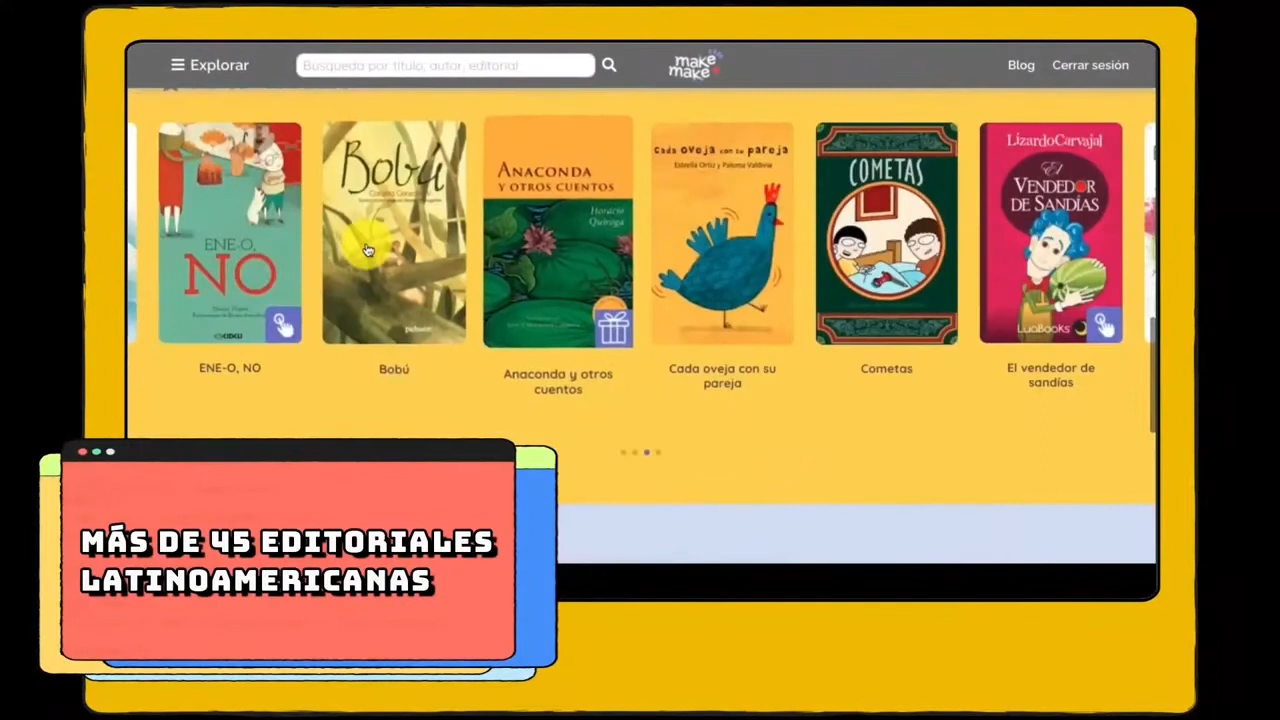 Explorar
Busqueda por título, autor, editorial
make
make
Blog
Cerrar sesión
ENE-O,
NO
Bobú
ANACONDA
Y OTROS CUENTOS
Horacio
Quiroga
Cada oveja con su pareja
Estrella Ortiz y Paloma Valdivia
COMETAS
LizardoCarvajal
El
VENDEDOR
DE SANDÍAS
LuaBooks
ENE-O, NO
Bobú
Anaconda y otros
cuentos
Cada oveja con su
pareja
Cometas
El vendedor de
sandías
MÁS DE 45 EDITORIALES
LATINOAMERICANAS